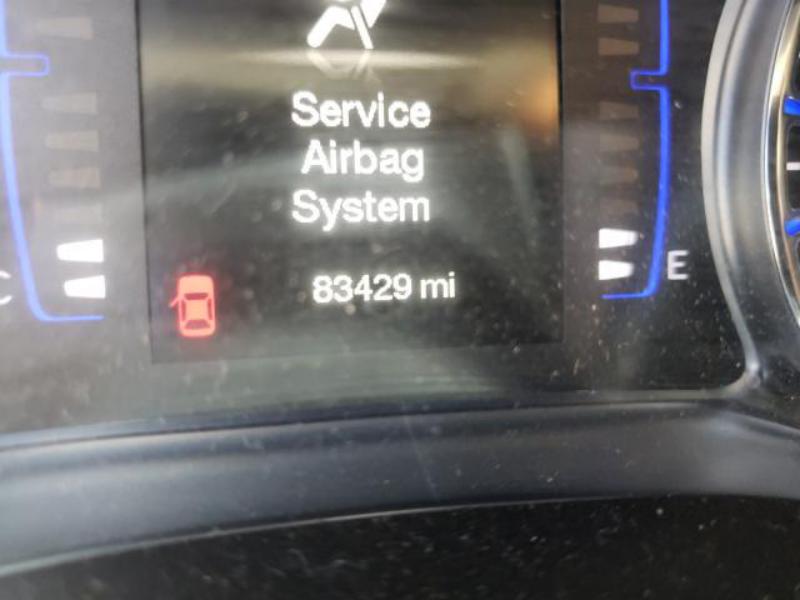 Service
Airbag
System
83429 mi
E
C